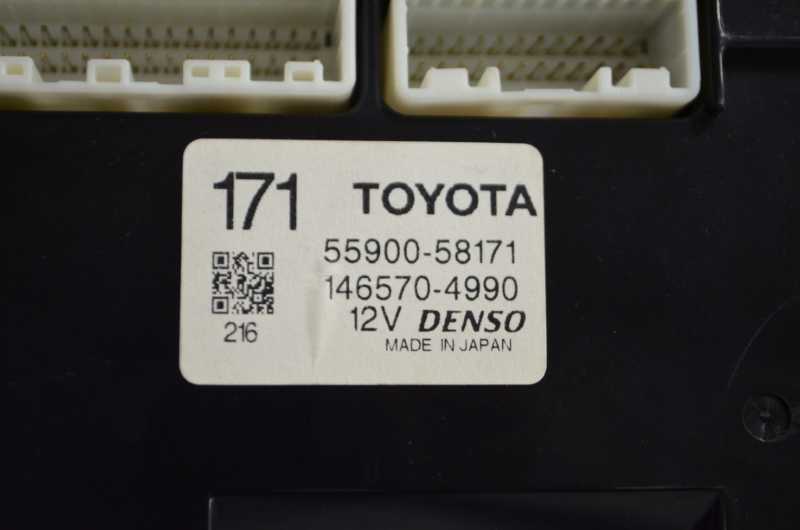 171 TOYOTA
55900-58171
146570-4990
216 12V DENSO
MADE IN JAPAN